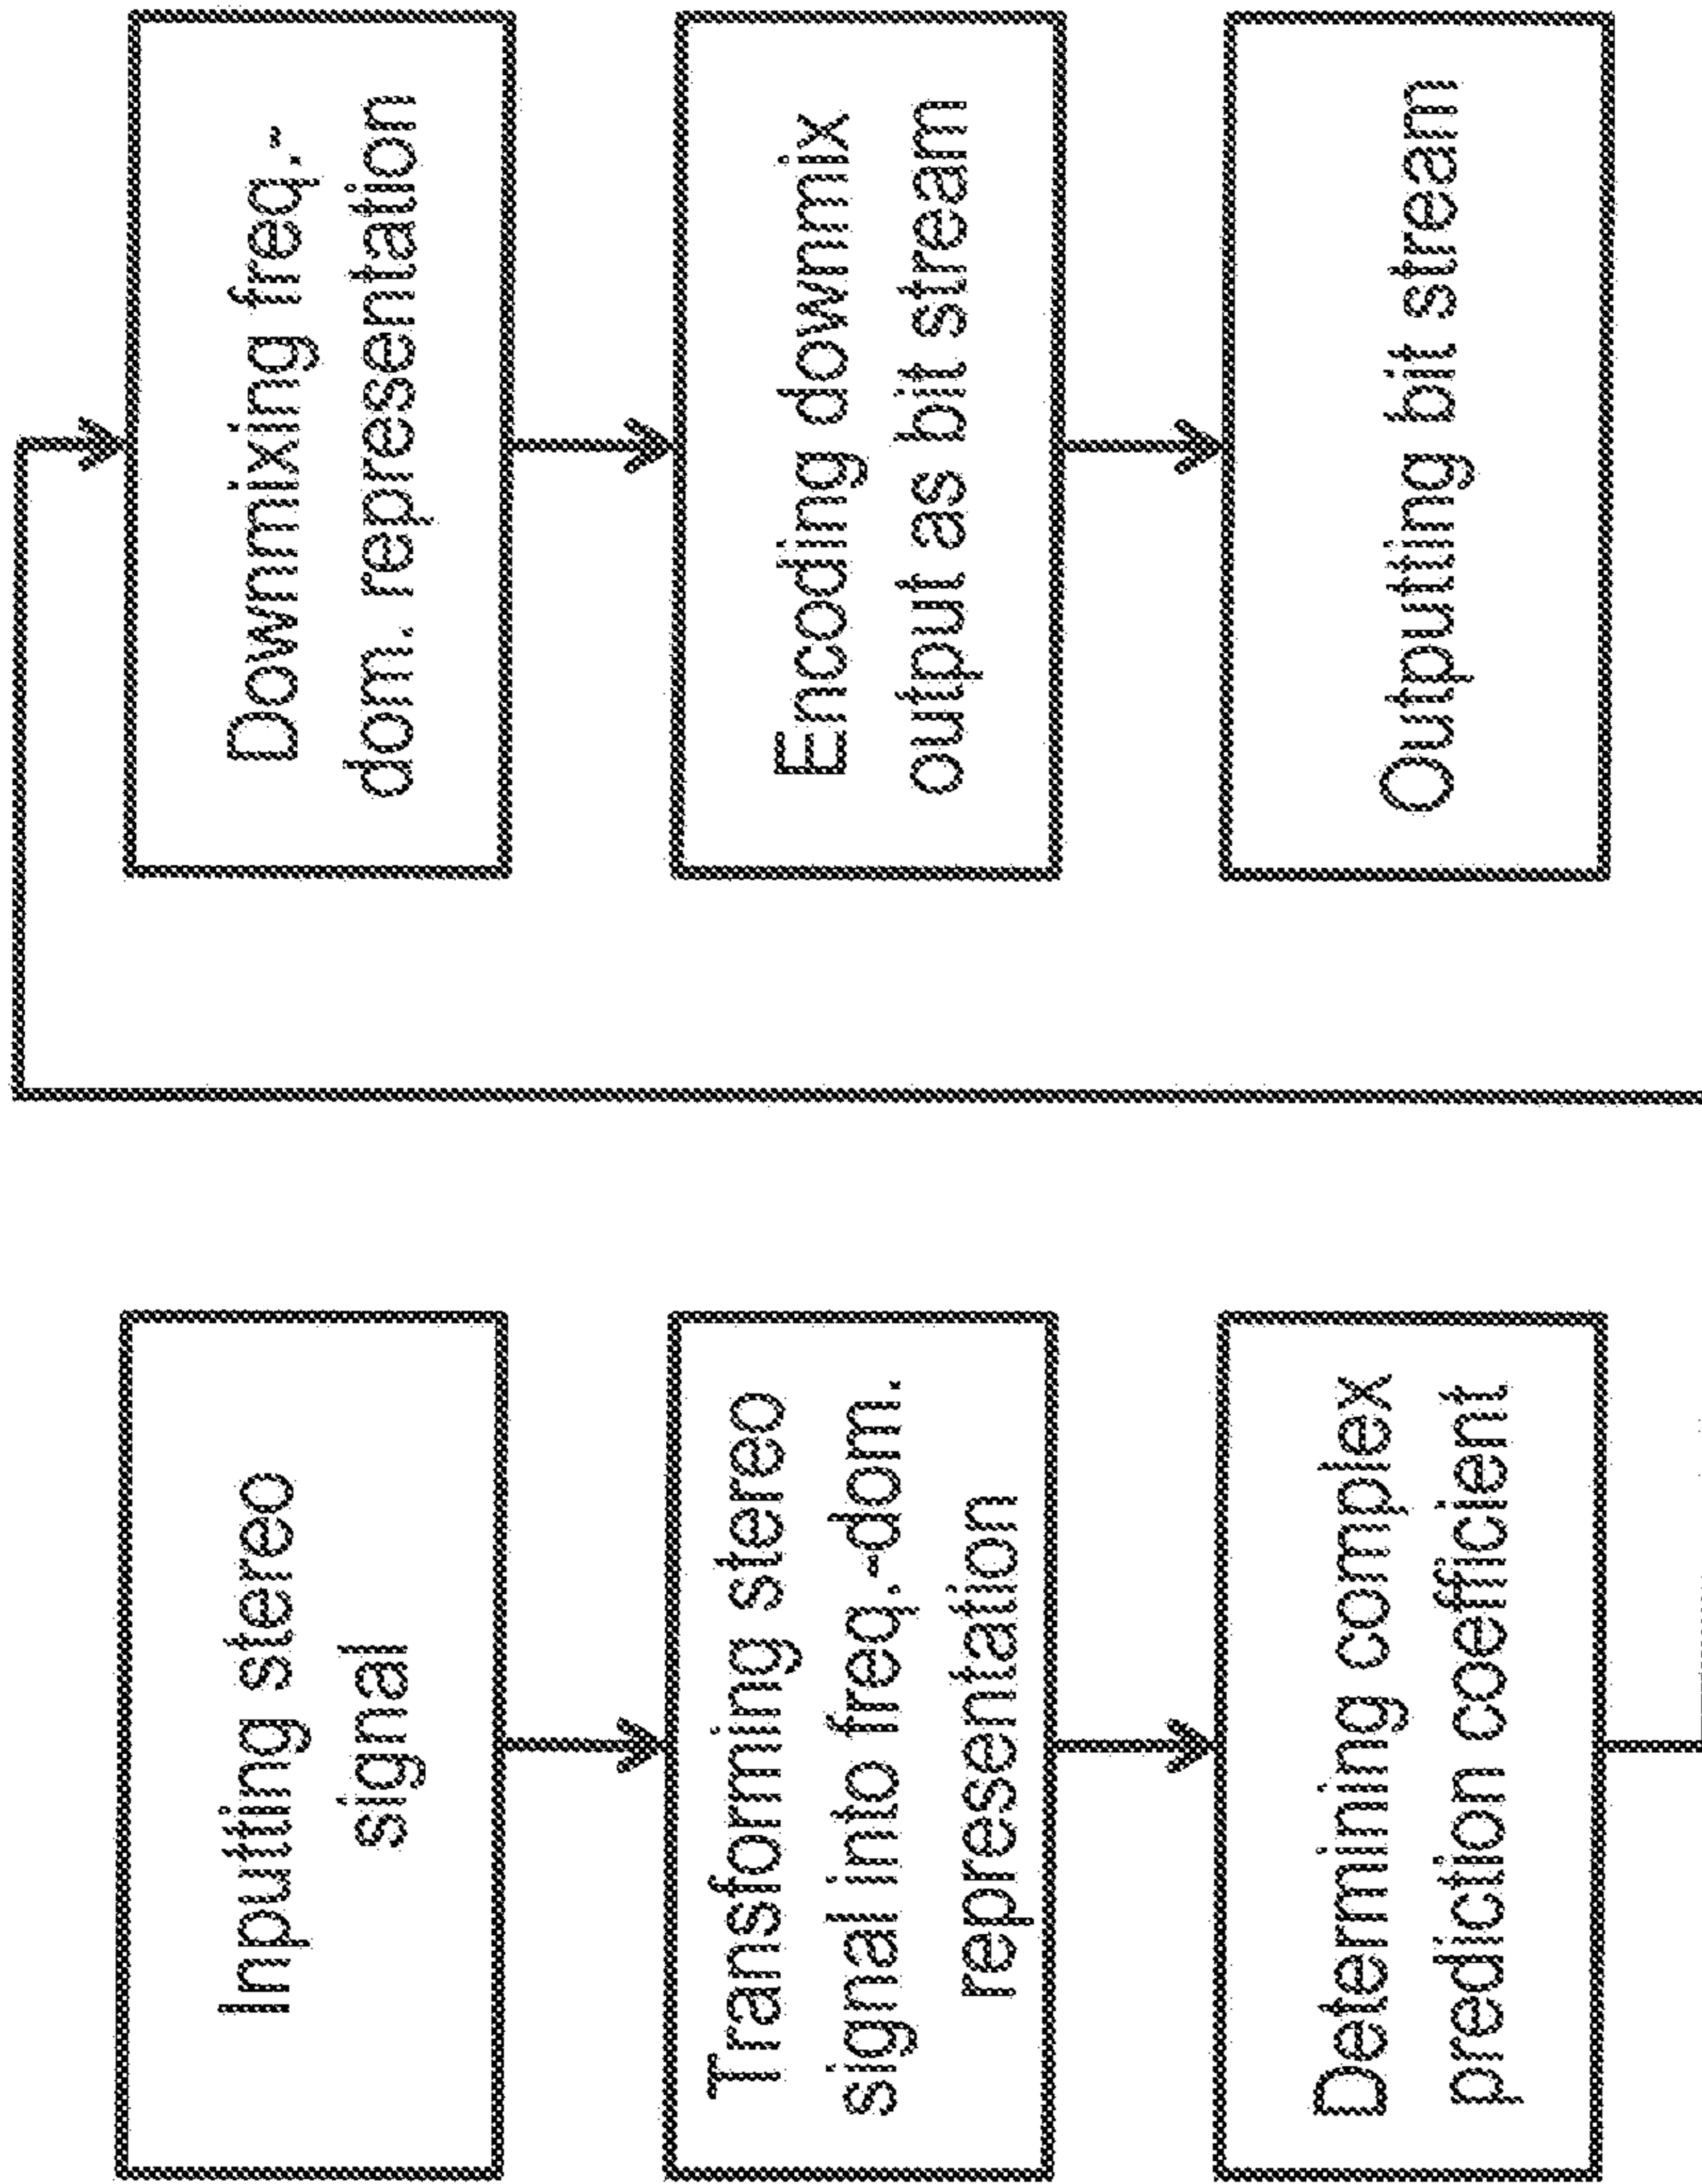 Inputting stereo
signal
Transforming stereo
signal into freq.-dom.
representation
Determining complex
prediction coefficient
Downmixing freq.-
dom. representation
Encoding downmix
output as bit stream
Outputting bit stream